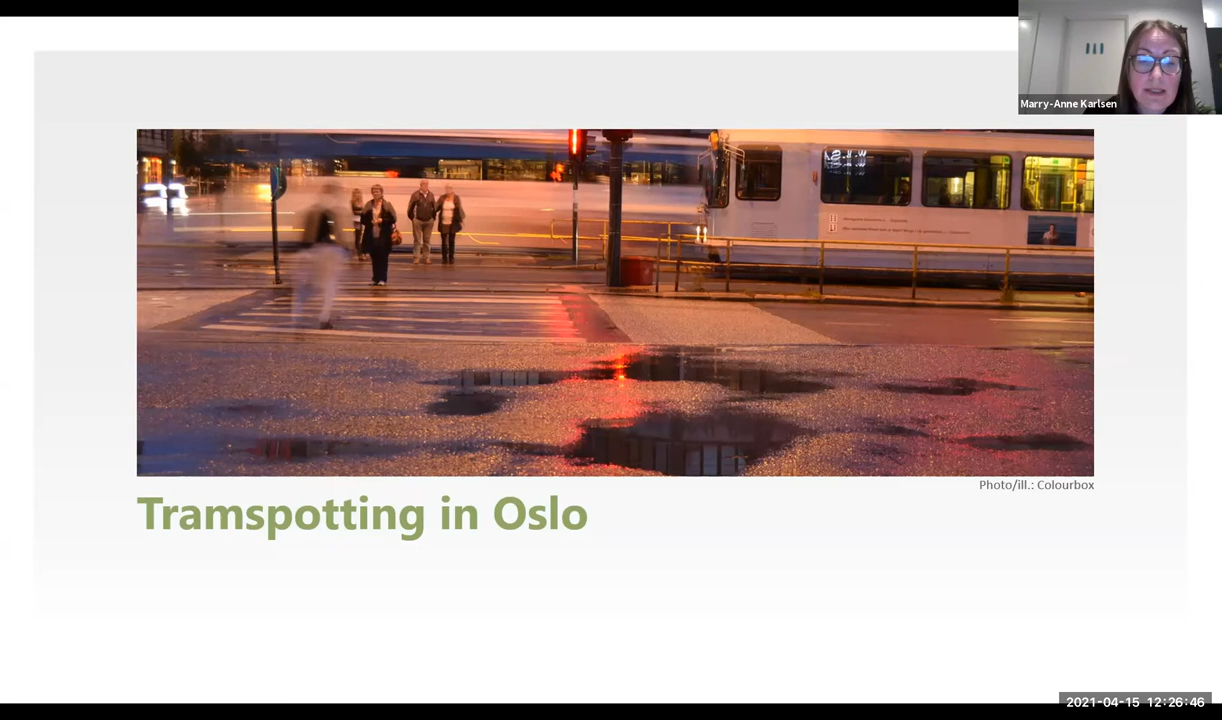 Marry-Anne Karlsen
Photo/ill.: Colourbox
Tramspotting in Oslo
2021-04-15 12:26:46